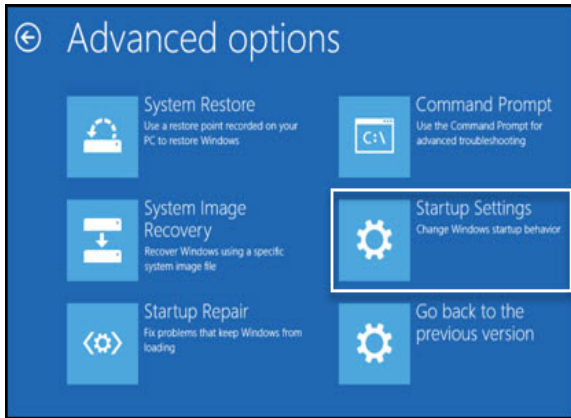 Advanced options
System Restore
Use a restore point recorded on your
PC to restore Windows
Command Prompt
Use the Command Prompt for
advanced troubleshooting
C:\
System Image
Recovery
Recover Windows using a specific
system image file
Startup Settings
Change Windows startup behavior
Startup Repair
Fix problems that keep Windows from
loading
Go back to the
previous version